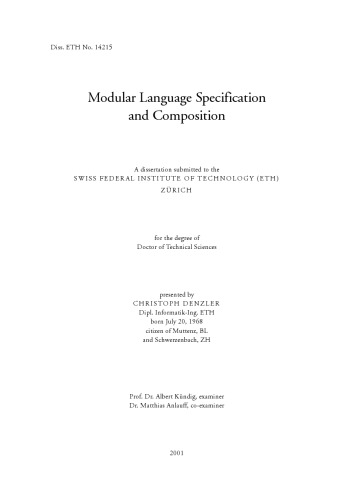 Diss. ETH No. 14215
Modular Language Specification
and Composition
A dissertation submitted to the
SWISS FEDERAL INSTITUTE OF TECHNOLOGY (ETH)
ZÜRICH
for the degree of
Doctor of Technical Sciences
presented by
CHRISTOPH DENZLER
Dipl. Informatik-Ing. ETH
born July 20, 1968
citizen of Muttenz, BL
and Schwerzenbach, ZH
Prof. Dr. Albert Kündig, examiner
Dr. Matthias Anlauff, co-examiner
2001